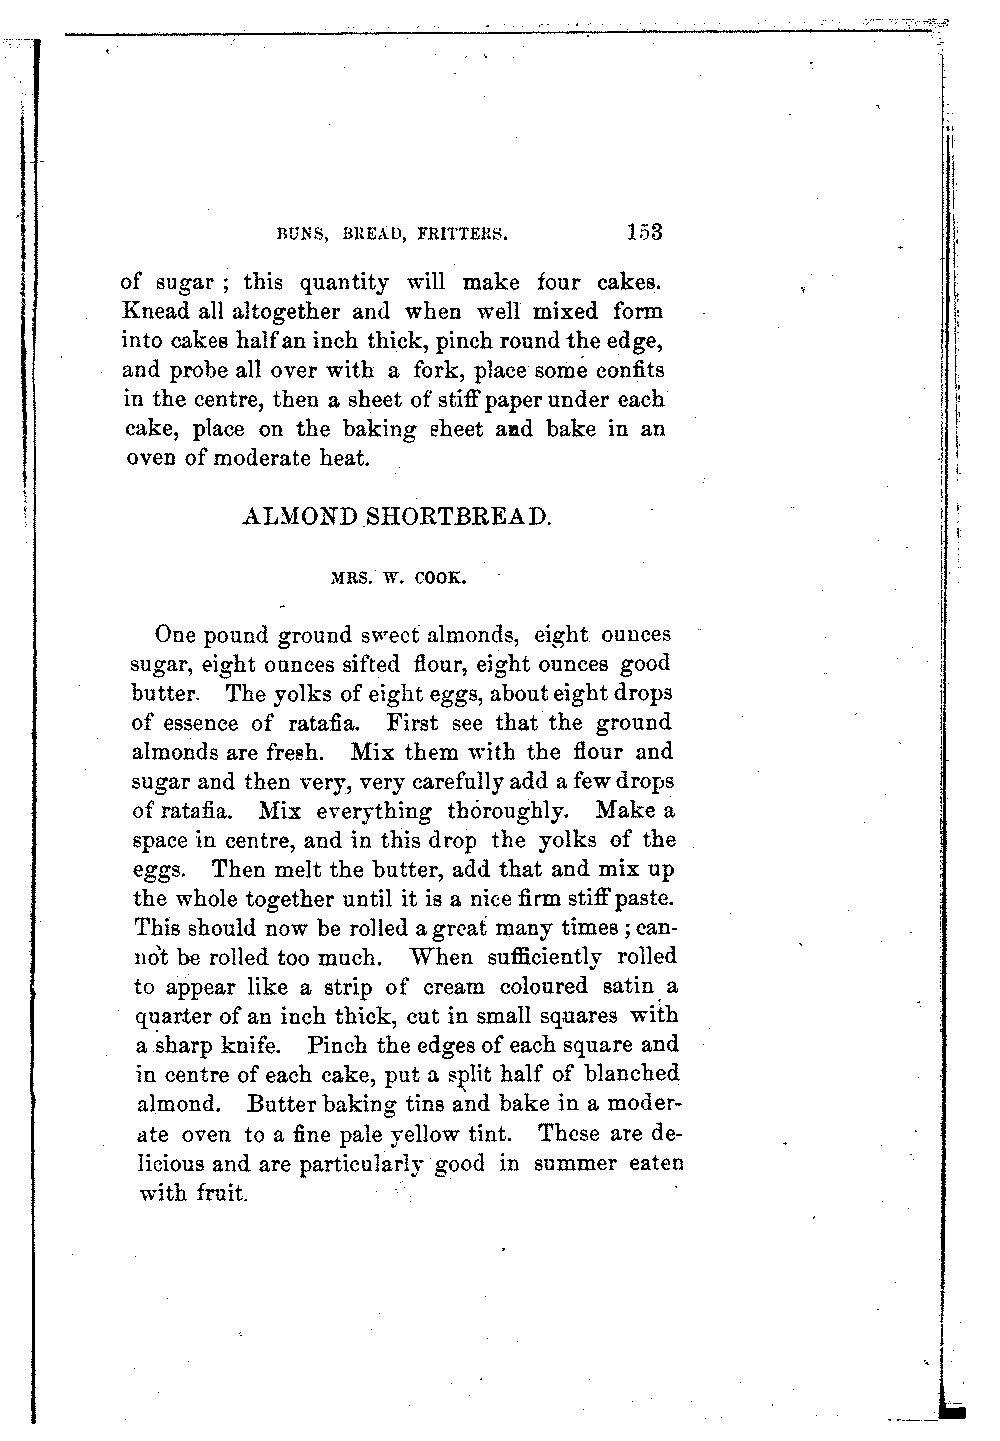 BUNS, BREAD, FRITTERS. 153
of sugar ; this quantity will make four cakes.
Knead all altogether and when well mixed form
into cakes half an inch thick, pinch round the edge,
and probe all over with a fork, place some confits
in the centre, then a sheet of stiff paper under each
cake, place on the baking sheet and bake in an
oven of moderate heat.
ALMOND SHORTBREAD.
MRS. W. COOK.
One pound ground sweet almonds, eight ounces
sugar, eight ounces sifted flour, eight ounces good
butter. The yolks of eight eggs, about eight drops
of essence of ratafia. First see that the ground
almonds are fresh. Mix them with the flour and
sugar and then very, very carefully add a few drops
of ratafia. Mix everything thoroughly. Make a
space in centre, and in this drop the yolks of the
eggs. Then melt the butter, add that and mix up
the whole together until it is a nice firm stiff paste.
This should now be rolled a great many times ; can-
not be rolled too much. When sufficiently rolled
to appear like a strip of cream coloured satin a
quarter of an inch thick, cut in small squares with
a sharp knife. Pinch the edges of each square and
in centre of each cake, put a split half of blanched
almond. Butter baking tins and bake in a moder-
ate oven to a fine pale yellow tint. These are de-
licious and are particularly good in summer eaten
with fruit.